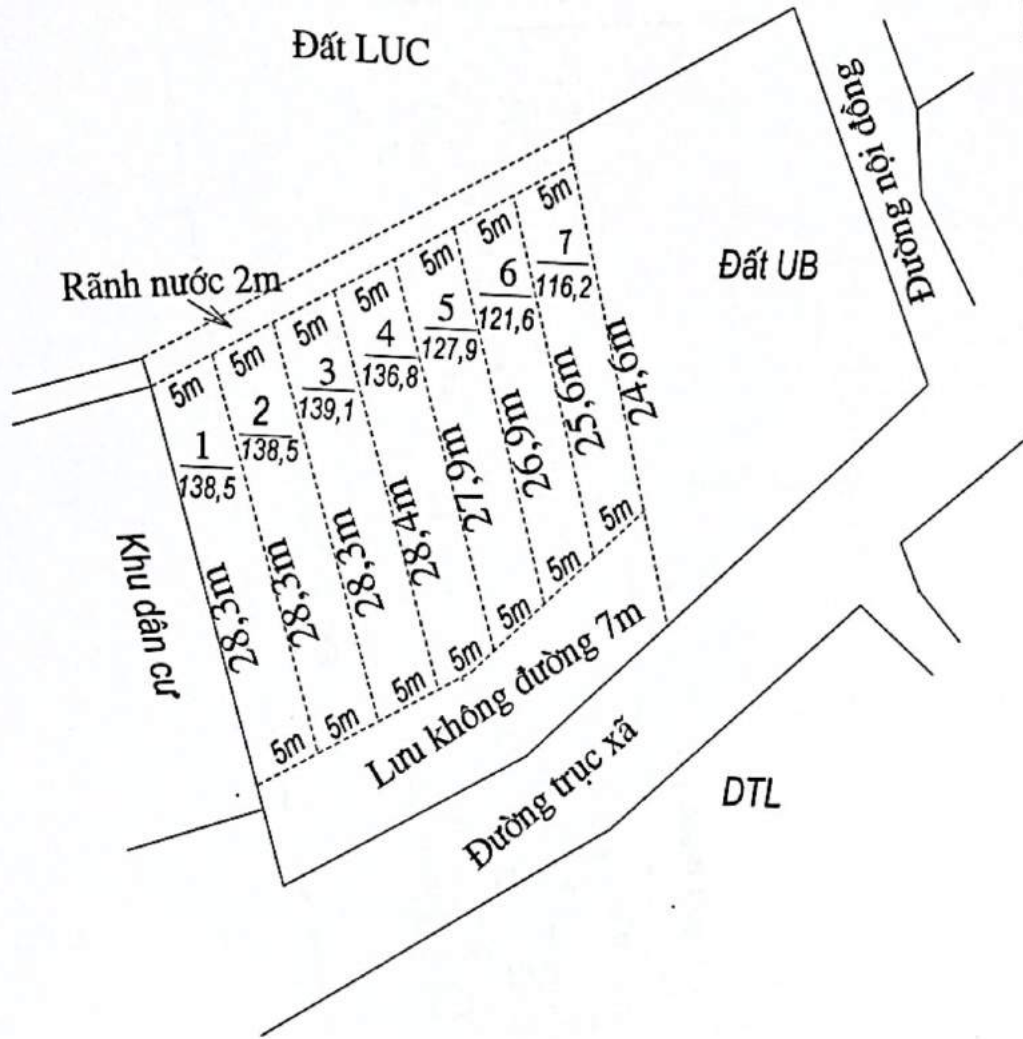 Đất LUC
Đường nội đồng
Rãnh nước 2m
Đất UB
5m
5m
5m
5m
5m
5m
5m
1
138,5
2
138,5
3
139,1
4
136,8
5
127,9
6
121,6
7
116,2
Khu dân cư
28,3m
28,3m
28,3m
28,4m
27,9m
26,9m
25,6m
24,6m
5m
5m
5m
5m
5m
5m
5m
Lưu không đường 7m
Đường trục xã
DTL